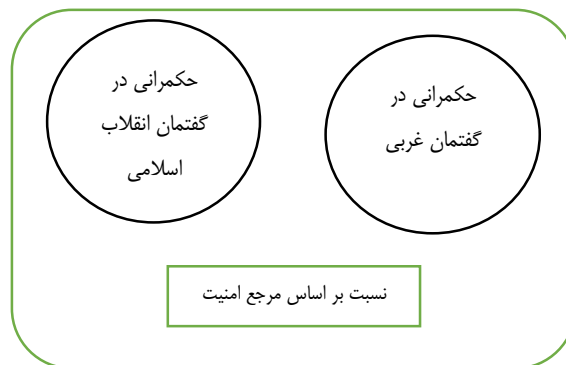 حکمرانی در
گفتمان غربی
حکمرانی در
گفتمان انقلاب
اسلامی
نسبت بر اساس مرجع امنیت